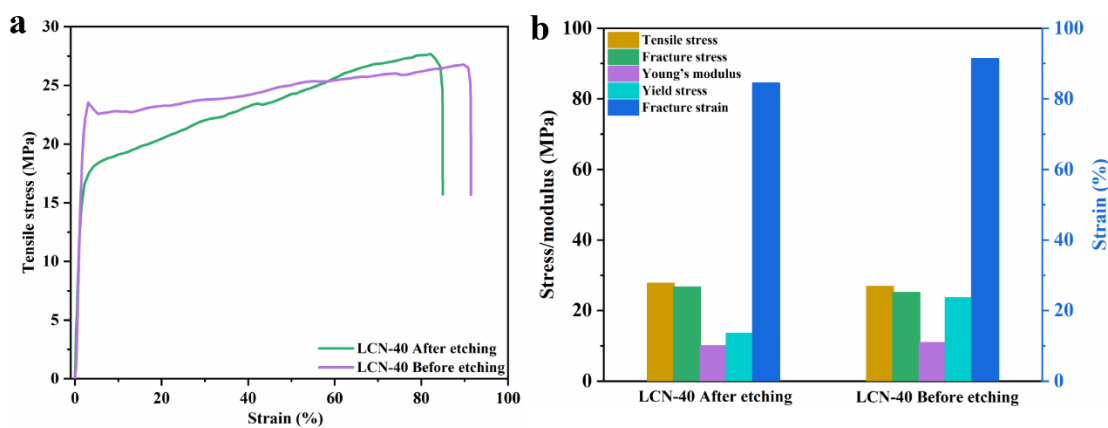 a
Tensile stress (MPa)
30
25
20
15
10
5
0
LCN-40 After etching
LCN-40 Before etching
0 20 40 60 80 100
Strain (%)
b
Stress/modulus (MPa)
100
80
60
40
20
0
Tensile stress
Fracture stress
Young's modulus
Yield stress
Fracture strain
LCN-40 After etching LCN-40 Before etching
100
80
60
40
20
0
Strain (%)